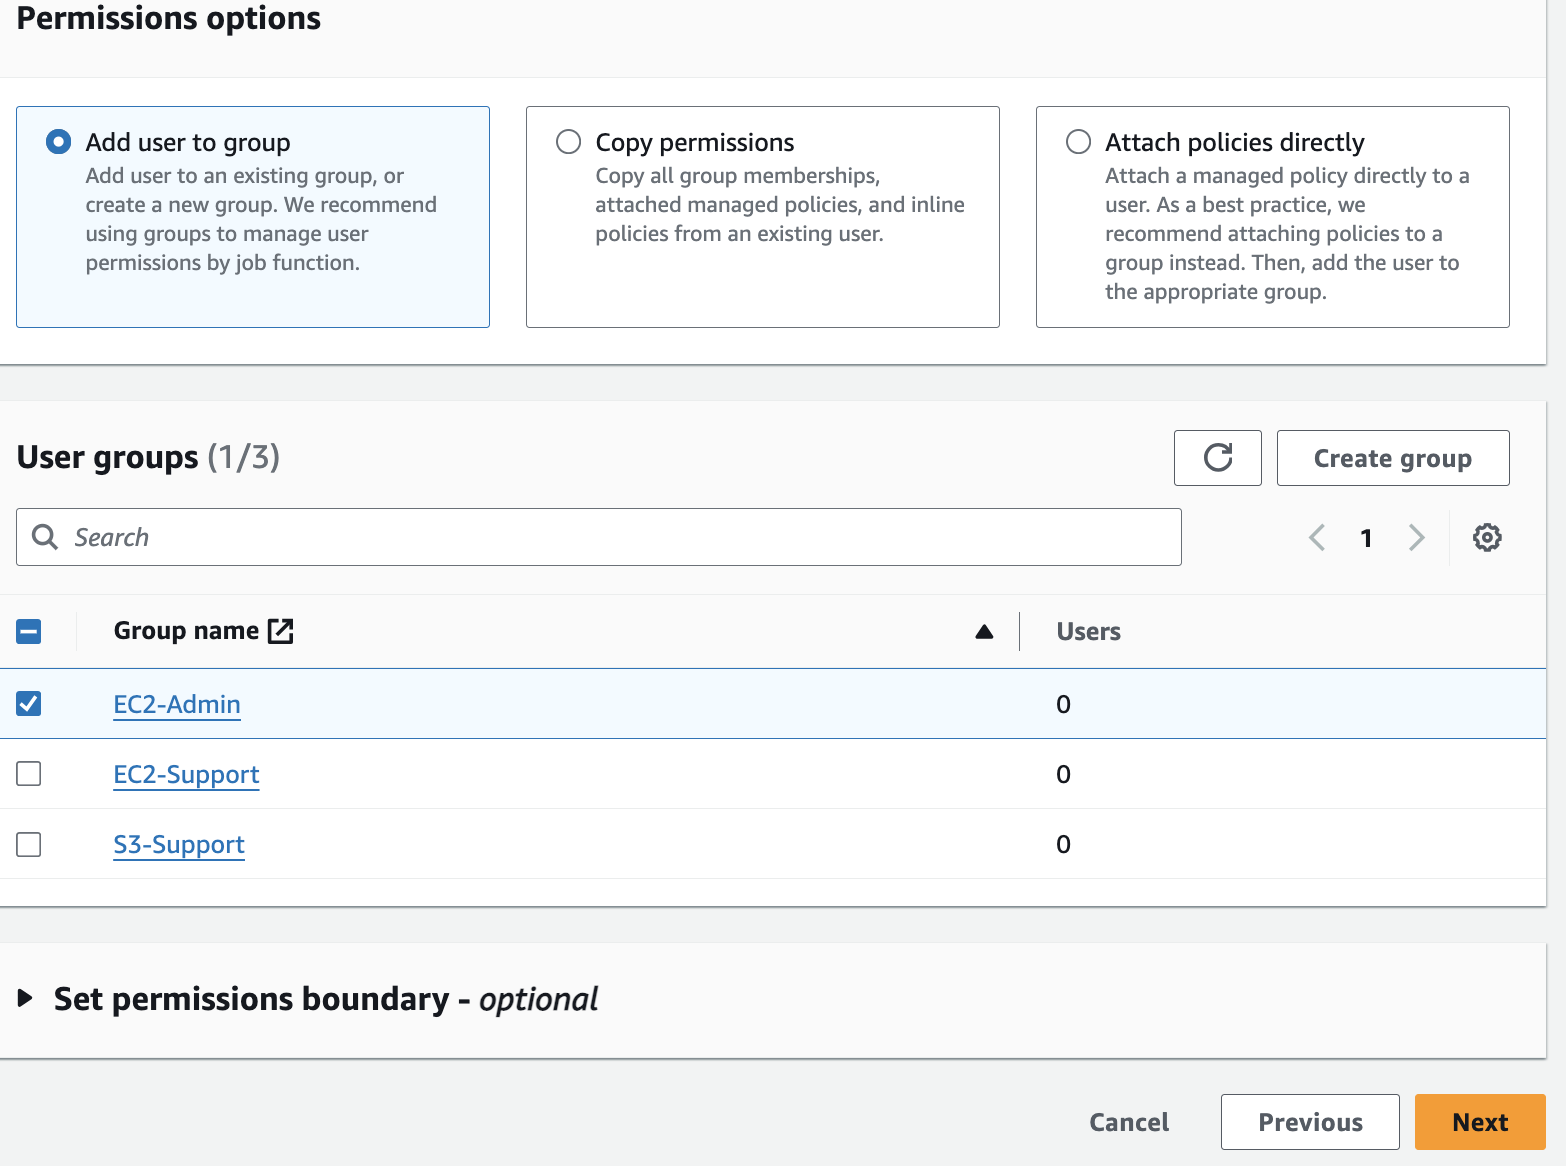 Permissions options
Add user to group
Add user to an existing group, or
create a new group. We recommend
using groups to manage user
permissions by job function.
Copy permissions
Copy all group memberships,
attached managed policies, and inline
policies from an existing user.
Attach policies directly
Attach a managed policy directly to a
user. As a best practice, we
recommend attaching policies to a
group instead. Then, add the user to
the appropriate group.
User groups (1/3)
Create group
Search
1
Group name
Users
EC2-Admin
0
EC2-Support
0
S3-Support
0
Set permissions boundary - optional
Cancel
Previous
Next